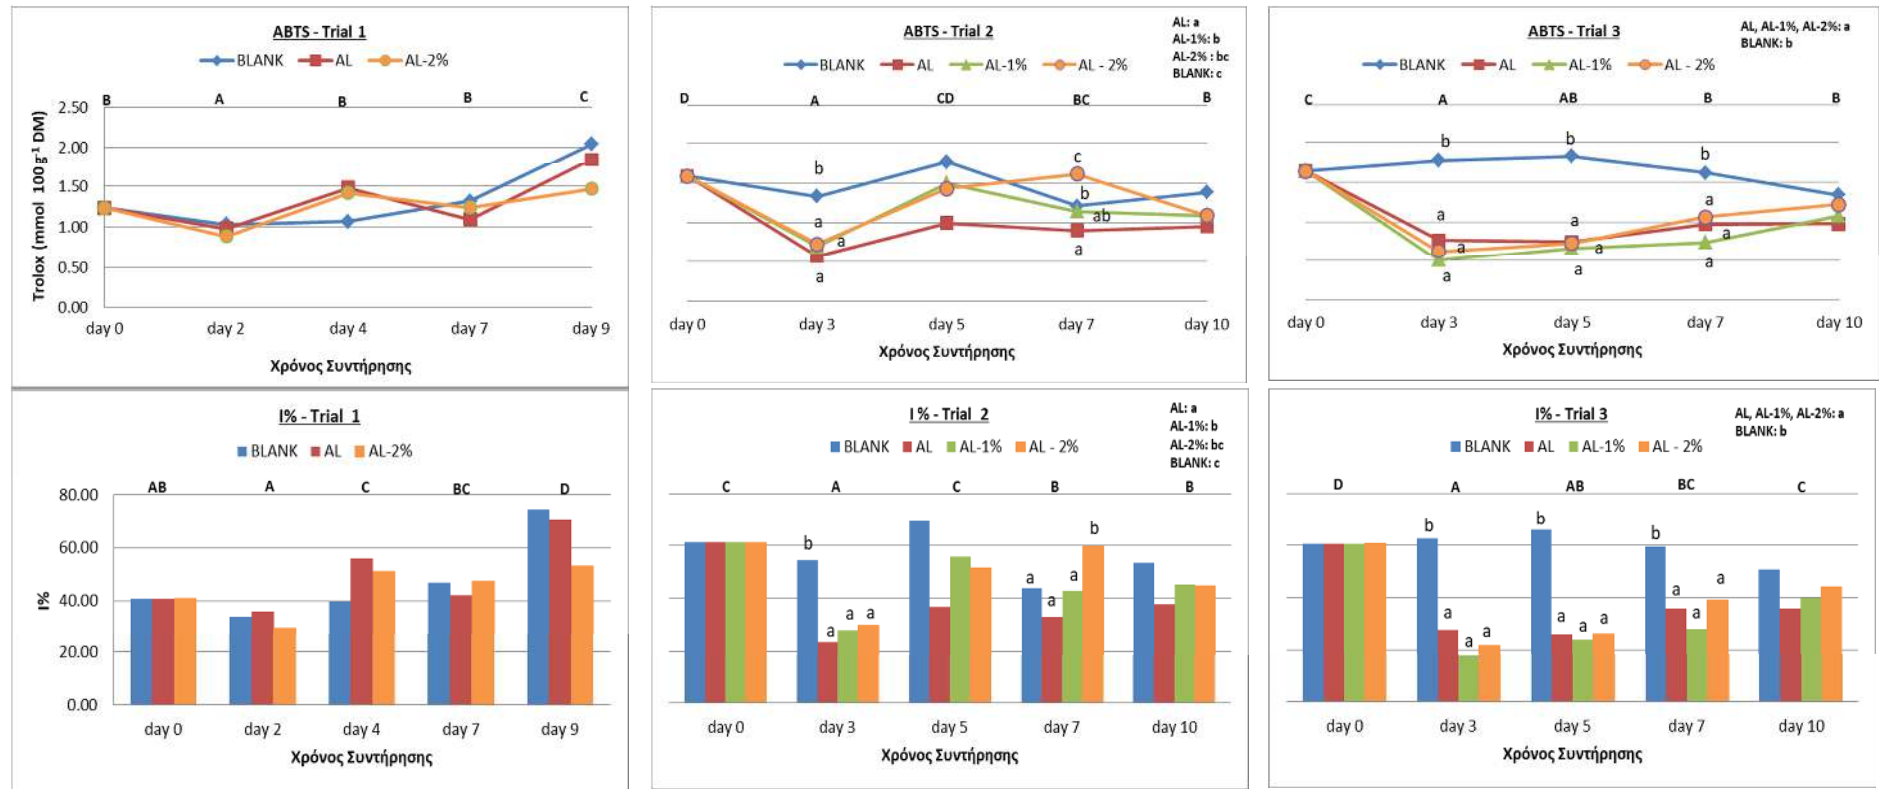 ABTS - Trial 1
BLANK AL AL-2%
B A B B C
2.50
2.00
1.50
1.00
0.50
0.00
Trolox (mmol 100 g-1 DM)
day 0 day 2 day 4 day 7 day 9
Χρόνος Συντήρησης
ABTS - Trial 2
AL: a
AL-1%: b
AL-2% : bc
BLANK: c
BLANK AL AL-1% AL - 2%
D A CD BC B
b c
b
a ab
a
a a
day 0 day 3 day 5 day 7 day 10
Χρόνος Συντήρησης
ABTS - Trial 3
AL, AL-1%, AL-2%: a
BLANK: b
BLANK AL AL-1% AL - 2%
C A AB B B
b b b
a a a
a a a
a a a
day 0 day 3 day 5 day 7 day 10
Χρόνος Συντήρησης
I% - Trial 1
BLANK AL AL-2%
AB A C BC D
80.00
60.00
40.00
20.00
0.00
I%
day 0 day 2 day 4 day 7 day 9
Χρόνος Συντήρησης
I % - Trial 2
AL: a
AL-1%: b
AL-2%: bc
BLANK: c
BLANK AL AL-1% AL - 2%
C A C B B
b b
a a
a a a a
day 0 day 3 day 5 day 7 day 10
Χρόνος Συντήρησης
I% - Trial 3
AL, AL-1%, AL-2%: a
BLANK: b
BLANK AL AL-1% AL - 2%
D A AB BC C
b b b
a a a a a
a a a a
day 0 day 3 day 5 day 7 day 10
Χρόνος Συντήρησης